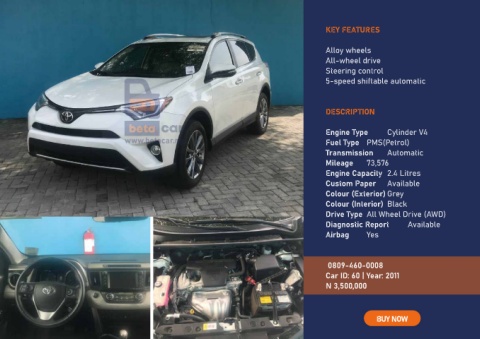 KEY FEATURES
Alloy wheels
All-wheel drive
Steering control
5-speed shiftable automatic
DESCRIPTION
Engine Type Cylinder V4
Fuel Type PMS(Petrol)
Transmission Automatic
Mileage 73,576
Engine Capacity 2.4 Litres
Custom Paper Available
Colour (Exterior) Grey
Colour (Interior) Black
Drive Type All Wheel Drive (AWD)
Diagnostic Report Available
Airbag Yes
0809-460-0008
Car ID: 60 | Year: 2011
N 3,500,000
BUY NOW
beta car